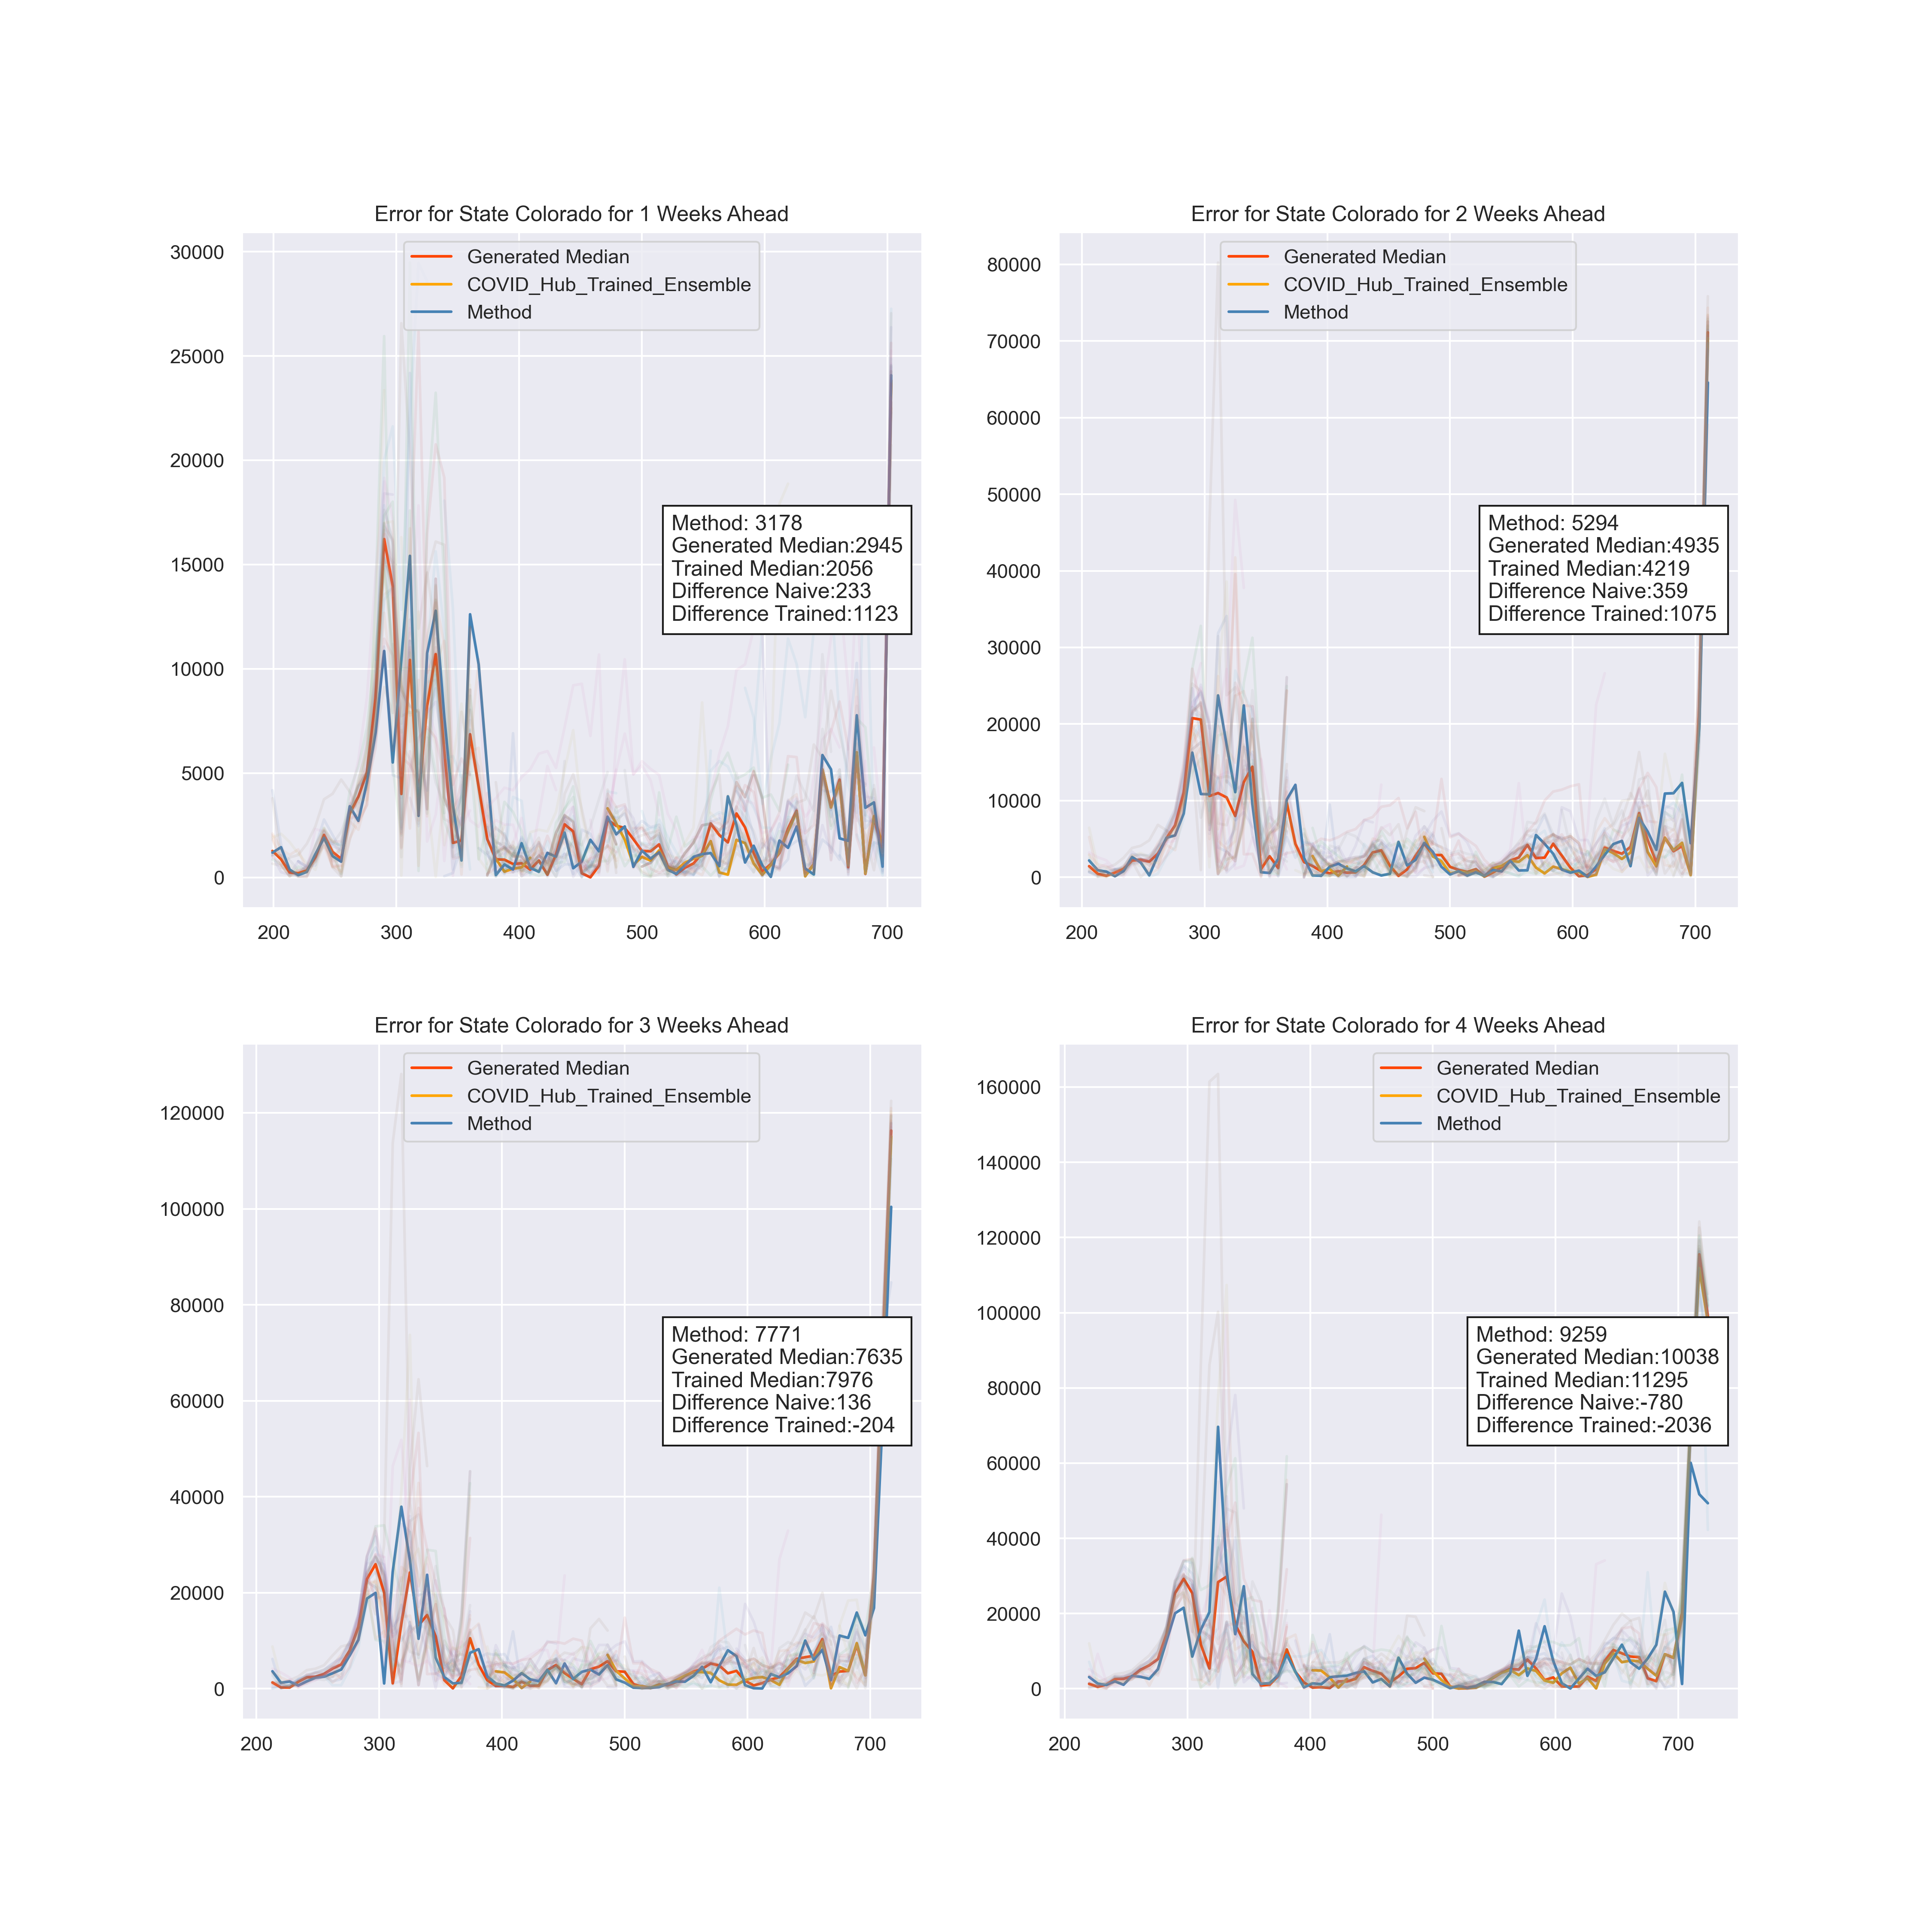 Error for State Colorado for 1 Weeks Ahead
30000
25000
20000
15000
10000
5000
0
200 300 400 500 600 700
Generated Median
COVID_Hub_Trained_Ensemble
Method
Method: 3178
Generated Median:2945
Trained Median:2056
Difference Naive:233
Difference Trained:1123
Error for State Colorado for 2 Weeks Ahead
80000
70000
60000
50000
40000
30000
20000
10000
0
200 300 400 500 600 700
Generated Median
COVID_Hub_Trained_Ensemble
Method
Method: 5294
Generated Median:4935
Trained Median:4219
Difference Naive:359
Difference Trained:1075
Error for State Colorado for 3 Weeks Ahead
120000
100000
80000
60000
40000
20000
0
200 300 400 500 600 700
Generated Median
COVID_Hub_Trained_Ensemble
Method
Method: 7771
Generated Median:7635
Trained Median:7976
Difference Naive:136
Difference Trained:-204
Error for State Colorado for 4 Weeks Ahead
160000
140000
120000
100000
80000
60000
40000
20000
0
200 300 400 500 600 700
Generated Median
COVID_Hub_Trained_Ensemble
Method
Method: 9259
Generated Median:10038
Trained Median:11295
Difference Naive:-780
Difference Trained:-2036